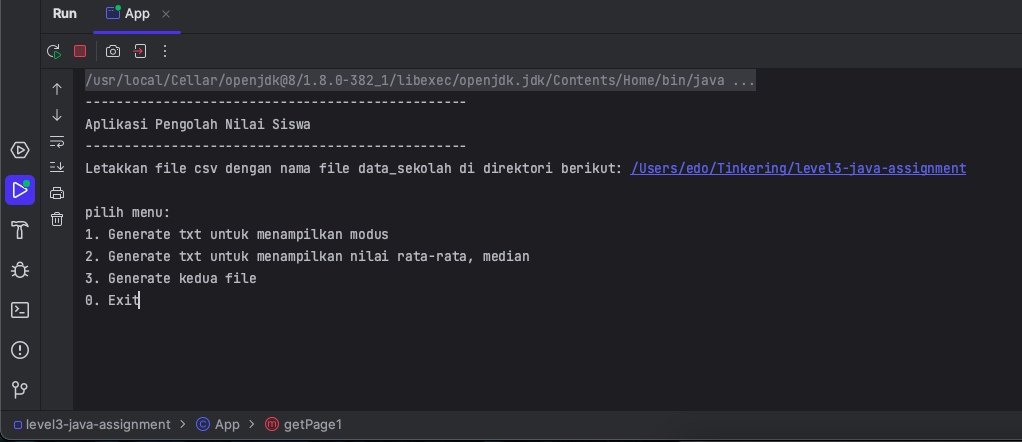 Run App
/usr/local/Cellar/openjdk@8/1.8.0-382_1/libexec/openjdk.jdk/Contents/Home/bin/java ...
-------------------------------------------------
Aplikasi Pengolah Nilai Siswa
-------------------------------------------------
Letakkan file csv dengan nama file data_sekolah di direktori berikut: /Users/edo/Tinkering/level3-java-assignment
pilih menu:
1. Generate txt untuk menampilkan modus
2. Generate txt untuk menampilkan nilai rata-rata, median
3. Generate kedua file
0. Exit
level3-java-assignment > C App > m getPage1